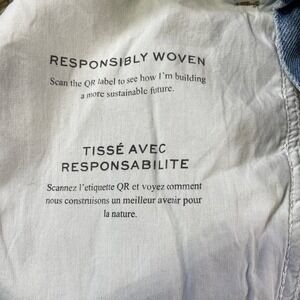 RESPONSIBLY WOVEN
Scan the QR label to see how I'm building
a more sustainable future.
TISSÉ AVEC
RESPONSABILITE
Scannez l'etiquette QR et voyez comment
nous construisons un meilleur avenir pour
la nature.